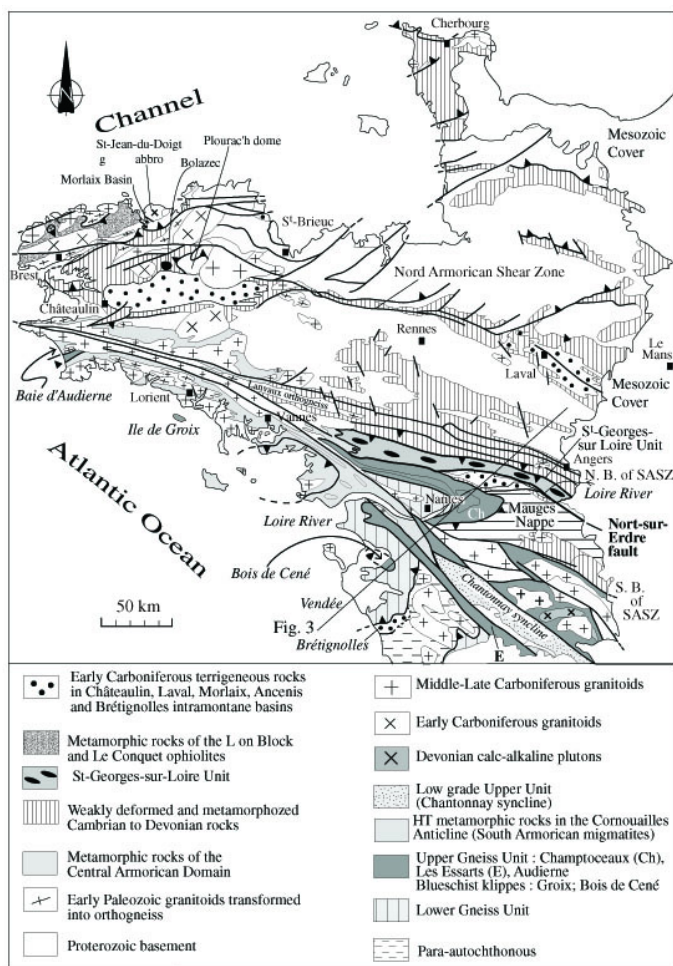 Cherbourg
N
Channel
Mesozoic
Cover
St-Jean-du-Doigt
g abbro
Plourac'h dome
Bolazec
Morlaix Basin
St-Brieuc
Brest
Nord Armorican Shear Zone
Châteaulin
Rennes
Le
Mans
Laval
Mesozoic
Cover
Baie d'Audierne
Lorient
Lanvaux orthogneiss
Vannes
Ile de Groix
St-Georges-
sur Loire Unit
Angers
N. B. of SASZ
Loire River
Atlantic Ocean
Loire River
Nantes
Ch
Mauges
Nappe
Nort-sur-
Erdre
fault
Bois de Cené
S. B.
of
SASZ
Vendée
Chantonnay syncline
50 km
Fig. 3
Brétignolles
E
Early Carboniferous terrigeneous rocks
in Châteaulin, Laval, Morlaix, Ancenis
and Brétignolles intramontane basins
Metamorphic rocks of the L on Block
and Le Conquet ophiolites
St-Georges-sur-Loire Unit
Weakly deformed and metamorphozed
Cambrian to Devonian rocks
Metamorphic rocks of the
Central Armorican Domain
Early Paleozoic granitoids transformed
into orthogneiss
Proterozoic basement
Middle-Late Carboniferous granitoids
Early Carboniferous granitoids
Devonian calc-alkaline plutons
Low grade Upper Unit
(Chantonnay syncline)
HT metamorphic rocks in the Cornouailles
Anticline (South Armorican migmatites)
Upper Gneiss Unit : Champtoceaux (Ch),
Les Essarts (E), Audierne
Blueschist klippes : Groix; Bois de Cené
Lower Gneiss Unit
Para-autochthonous